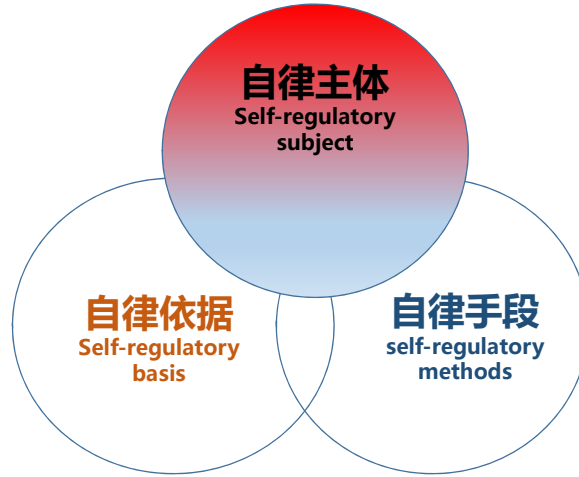 自律主体
Self-regulatory
subject
自律依据
Self-regulatory
basis
自律手段
self-regulatory
methods